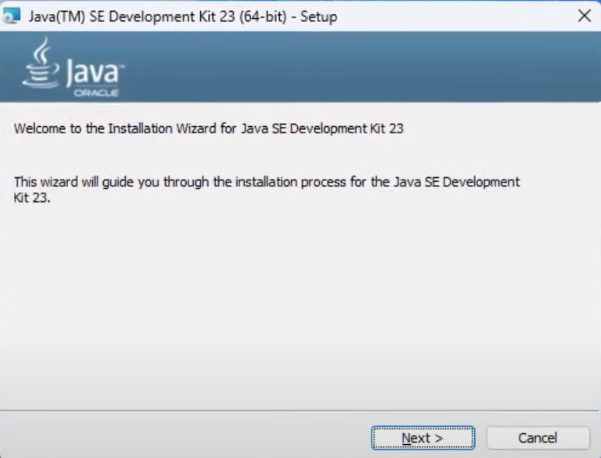 Java(TM) SE Development Kit 23 (64-bit) - Setup
Java™
ORACLE
Welcome to the Installation Wizard for Java SE Development Kit 23
This wizard will guide you through the installation process for the Java SE Development
Kit 23.
Next >
Cancel